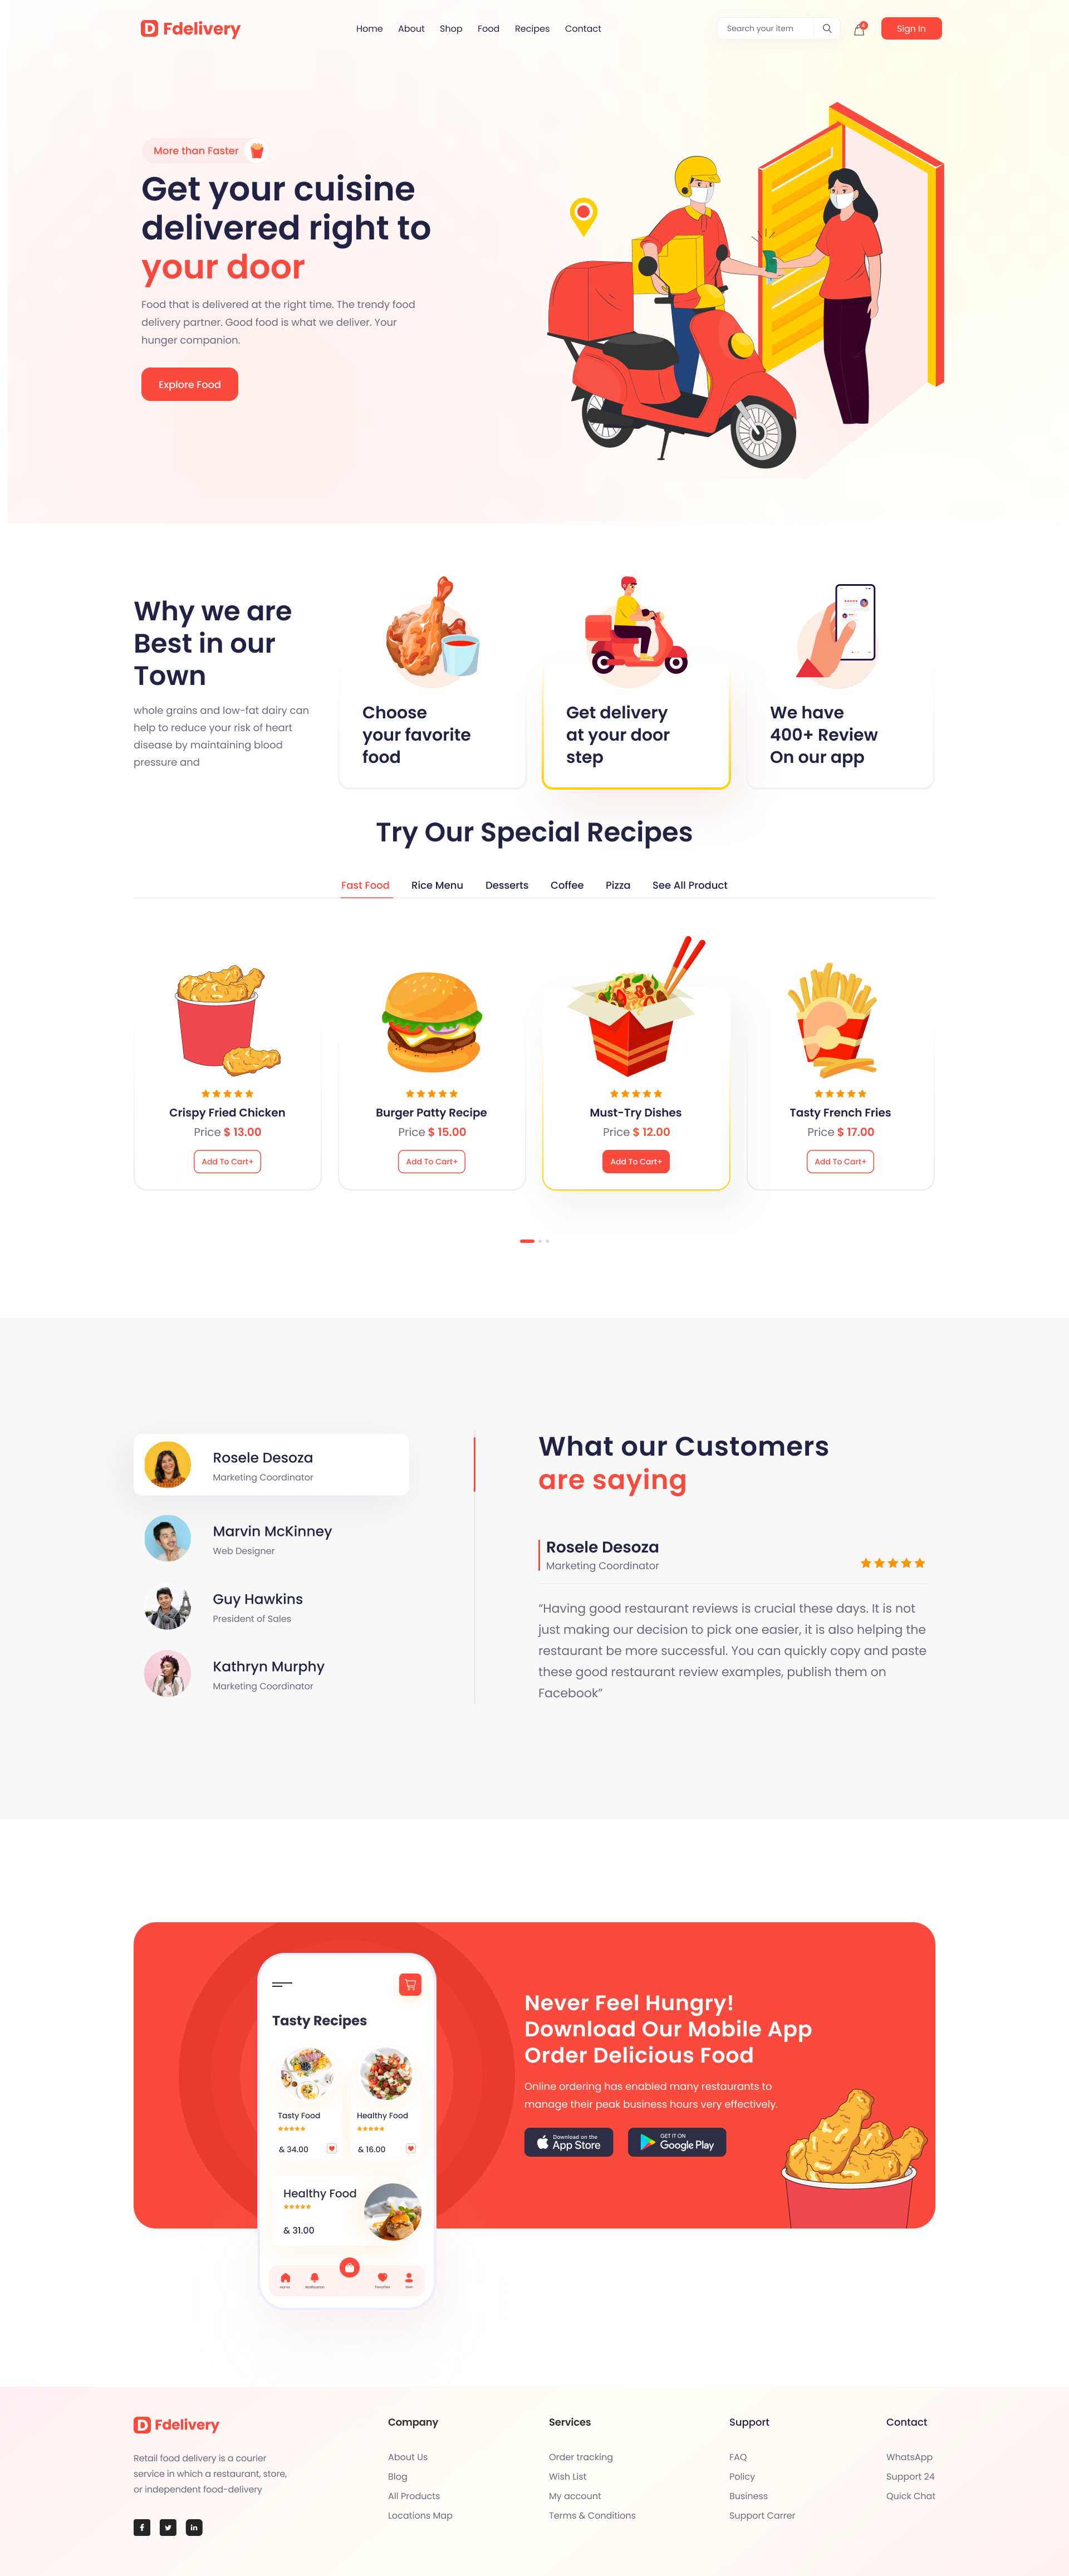 D Fdelivery
Home About Shop Food Recipes Contact
Search your item
4
Sign In
More than Faster
Get your cuisine
delivered right to
your door
Food that is delivered at the right time. The trendy food
delivery partner. Good food is what we deliver. Your
hunger companion.
Explore Food
Why we are
Best in our
Town
whole grains and low-fat dairy can
help to reduce your risk of heart
disease by maintaining blood
pressure and
Choose
your favorite
food
Get delivery
at your door
step
We have
400+ Review
On our app
Try Our Special Recipes
Fast Food Rice Menu Desserts Coffee Pizza See All Product
Crispy Fried Chicken
Price $ 13.00
Add To Cart+
Burger Patty Recipe
Price $ 15.00
Add To Cart+
Must-Try Dishes
Price $ 12.00
Add To Cart+
Tasty French Fries
Price $ 17.00
Add To Cart+
Rosele Desoza
Marketing Coordinator
Marvin McKinney
Web Designer
Guy Hawkins
President of Sales
Kathryn Murphy
Marketing Coordinator
What our Customers
are saying
Rosele Desoza
Marketing Coordinator
“Having good restaurant reviews is crucial these days. It is not
just making our decision to pick one easier, it is also helping the
restaurant be more successful. You can quickly copy and paste
these good restaurant review examples, publish them on
Facebook”
Tasty Recipes
Tasty Food
& 34.00
Healthy Food
& 16.00
Healthy Food
& 31.00
Home Notification Favorites User
Never Feel Hungry!
Download Our Mobile App
Order Delicious Food
Online ordering has enabled many restaurants to
manage their peak business hours very effectively.
Download on the
App Store
GET IT ON
Google Play
D Fdelivery
Retail food delivery is a courier
service in which a restaurant, store,
or independent food-delivery
Company
About Us
Blog
All Products
Locations Map
Services
Order tracking
Wish List
My account
Terms & Conditions
Support
FAQ
Policy
Business
Support Carrer
Contact
WhatsApp
Support 24
Quick Chat